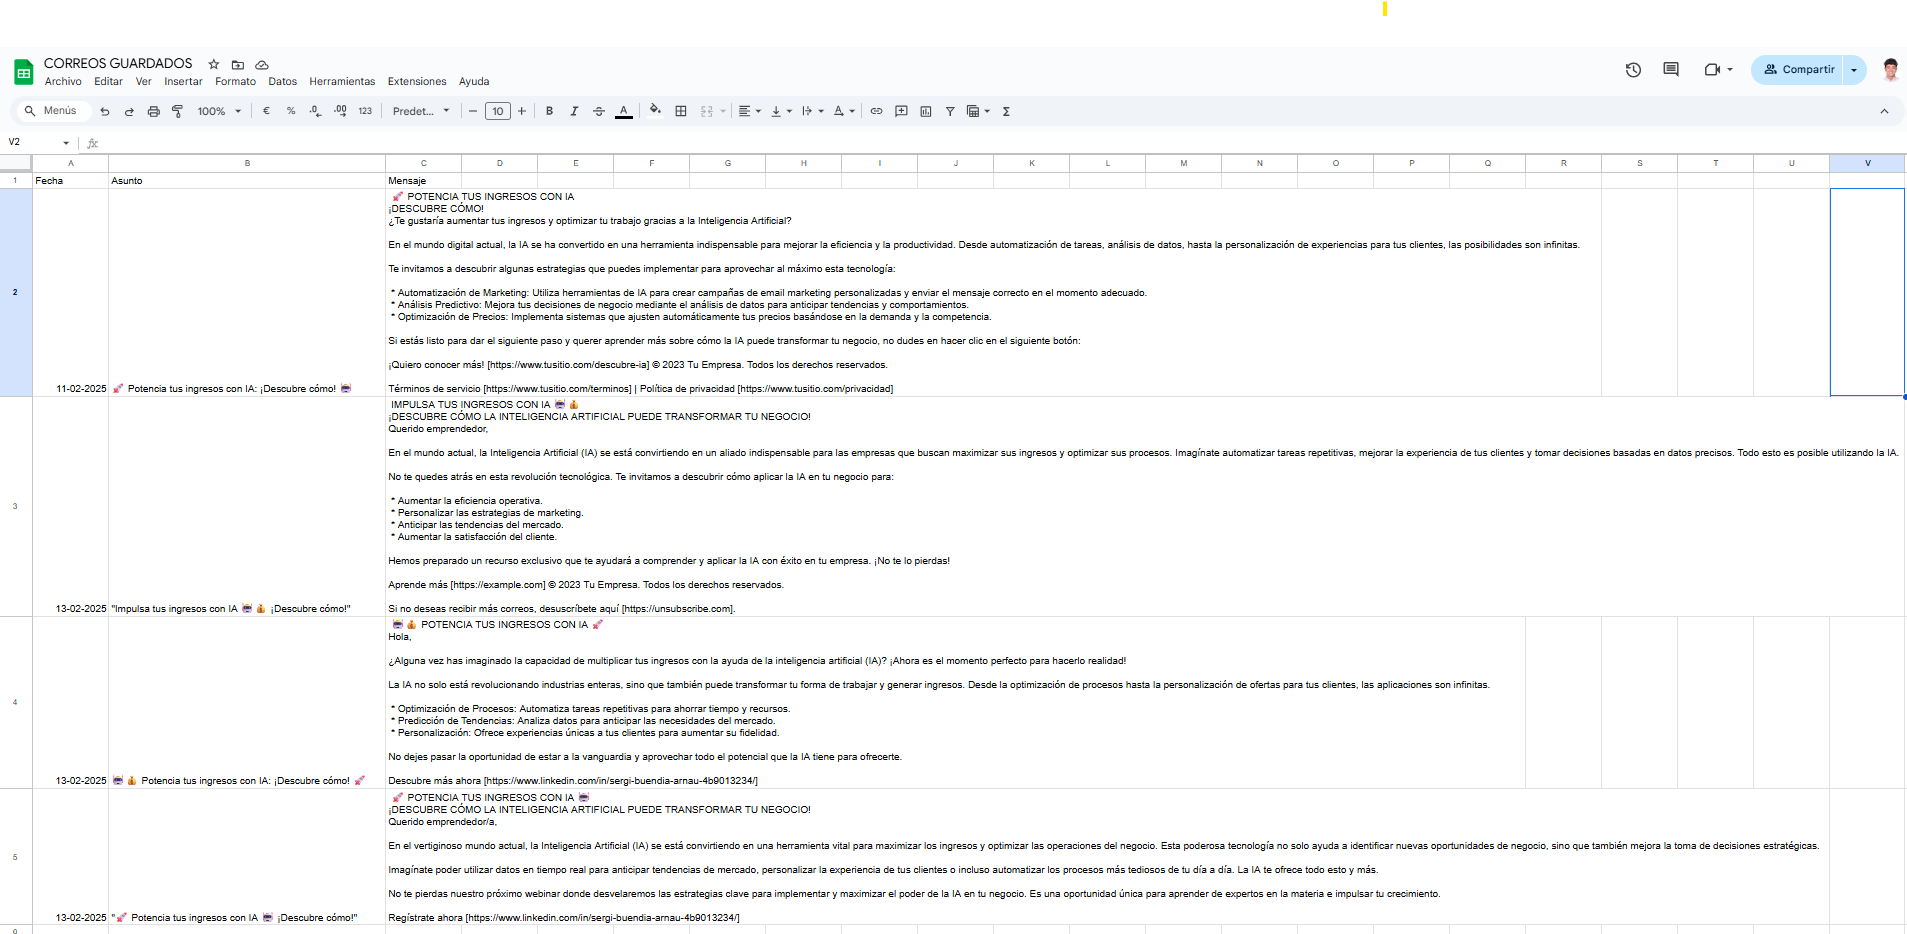 CORREOS GUARDADOS
Archivo Editar Ver Insertar Formato Datos Herramientas Extensiones Ayuda
Compartir
Menús 100% € % .0 .00 123 Predet... 10 B I S A Σ
V2 fx
A B C D E F G H I J K L M N O P Q R S T U V
1 Fecha Asunto Mensaje
🚀 POTENCIA TUS INGRESOS CON IA
¡DESCUBRE CÓMO!
¿Te gustaría aumentar tus ingresos y optimizar tu trabajo gracias a la Inteligencia Artificial?
En el mundo digital actual, la IA se ha convertido en una herramienta indispensable para mejorar la eficiencia y la productividad. Desde automatización de tareas, análisis de datos, hasta la personalización de experiencias para tus clientes, las posibilidades son infinitas.
Te invitamos a descubrir algunas estrategias que puedes implementar para aprovechar al máximo esta tecnología:
2
* Automatización de Marketing: Utiliza herramientas de IA para crear campañas de email marketing personalizadas y enviar el mensaje correcto en el momento adecuado.
* Análisis Predictivo: Mejora tus decisiones de negocio mediante el análisis de datos para anticipar tendencias y comportamientos.
* Optimización de Precios: Implementa sistemas que ajusten automáticamente tus precios basándose en la demanda y la competencia.
Si estás listo para dar el siguiente paso y querer aprender más sobre cómo la IA puede transformar tu negocio, no dudes en hacer clic en el siguiente botón:
¡Quiero conocer más! [https://www.tusitio.com/descubre-ia] © 2023 Tu Empresa. Todos los derechos reservados.
11-02-2025 🚀 Potencia tus ingresos con IA: ¡Descubre cómo! 🤖 Términos de servicio [https://www.tusitio.com/terminos] | Política de privacidad [https://www.tusitio.com/privacidad]
IMPULSA TUS INGRESOS CON IA 🤖 💰
¡DESCUBRE CÓMO LA INTELIGENCIA ARTIFICIAL PUEDE TRANSFORMAR TU NEGOCIO!
Querido emprendedor,
En el mundo actual, la Inteligencia Artificial (IA) se está convirtiendo en un aliado indispensable para las empresas que buscan maximizar sus ingresos y optimizar sus procesos. Imagínate automatizar tareas repetitivas, mejorar la experiencia de tus clientes y tomar decisiones basadas en datos precisos. Todo esto es posible utilizando la IA.
No te quedes atrás en esta revolución tecnológica. Te invitamos a descubrir cómo aplicar la IA en tu negocio para:
* Aumentar la eficiencia operativa.
3
* Personalizar las estrategias de marketing.
* Anticipar las tendencias del mercado.
* Aumentar la satisfacción del cliente.
Hemos preparado un recurso exclusivo que te ayudará a comprender y aplicar la IA con éxito en tu empresa. ¡No te lo pierdas!
Aprende más [https://example.com] © 2023 Tu Empresa. Todos los derechos reservados.
13-02-2025 "Impulsa tus ingresos con IA 🤖 💰 ¡Descubre cómo!" Si no deseas recibir más correos, desuscríbete aquí [https://unsubscribe.com].
🤖 💰 POTENCIA TUS INGRESOS CON IA 🚀
Hola,
¿Alguna vez has imaginado la capacidad de multiplicar tus ingresos con la ayuda de la inteligencia artificial (IA)? ¡Ahora es el momento perfecto para hacerlo realidad!
La IA no solo está revolucionando industrias enteras, sino que también puede transformar tu forma de trabajar y generar ingresos. Desde la optimización de procesos hasta la personalización de ofertas para tus clientes, las aplicaciones son infinitas.
4
* Optimización de Procesos: Automatiza tareas repetitivas para ahorrar tiempo y recursos.
* Predicción de Tendencias: Analiza datos para anticipar las necesidades del mercado.
* Personalización: Ofrece experiencias únicas a tus clientes para aumentar su fidelidad.
No dejes pasar la oportunidad de estar a la vanguardia y aprovechar todo el potencial que la IA tiene para ofrecerte.
13-02-2025 🤖 💰 Potencia tus ingresos con IA: ¡Descubre cómo! 🚀 Descubre más ahora [https://www.linkedin.com/in/sergi-buendia-arnau-4b9013234/]
🚀 POTENCIA TUS INGRESOS CON IA 🤖
¡DESCUBRE CÓMO LA INTELIGENCIA ARTIFICIAL PUEDE TRANSFORMAR TU NEGOCIO!
Querido emprendedor/a,
En el vertiginoso mundo actual, la Inteligencia Artificial (IA) se está convirtiendo en una herramienta vital para maximizar los ingresos y optimizar las operaciones del negocio. Esta poderosa tecnología no solo ayuda a identificar nuevas oportunidades de negocio, sino que también mejora la toma de decisiones estratégicas.
5
Imagínate poder utilizar datos en tiempo real para anticipar tendencias de mercado, personalizar la experiencia de tus clientes o incluso automatizar los procesos más tediosos de tu día a día. La IA te ofrece todo esto y más.
No te pierdas nuestro próximo webinar donde desvelaremos las estrategias clave para implementar y maximizar el poder de la IA en tu negocio. Es una oportunidad única para aprender de expertos en la materia e impulsar tu crecimiento.
13-02-2025 "🚀 Potencia tus ingresos con IA 🤖 ¡Descubre cómo!" Regístrate ahora [https://www.linkedin.com/in/sergi-buendia-arnau-4b9013234/]